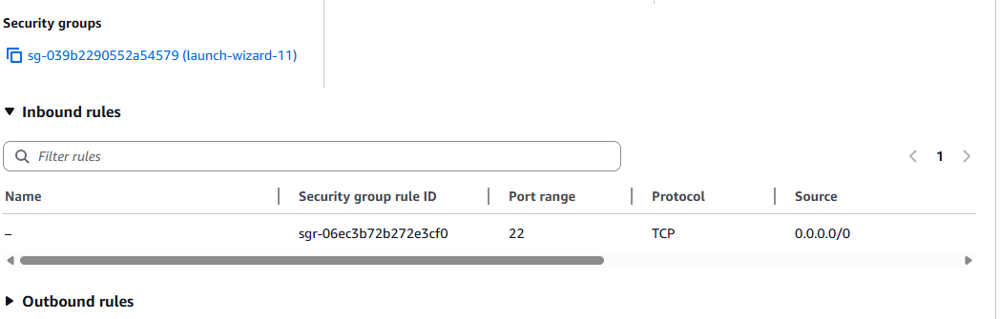 Security groups
sg-039b2290552a54579 (launch-wizard-11)
Inbound rules
Filter rules
1
Name Security group rule ID Port range Protocol Source
– sgr-06ec3b72b272e3cf0 22 TCP 0.0.0.0/0
Outbound rules